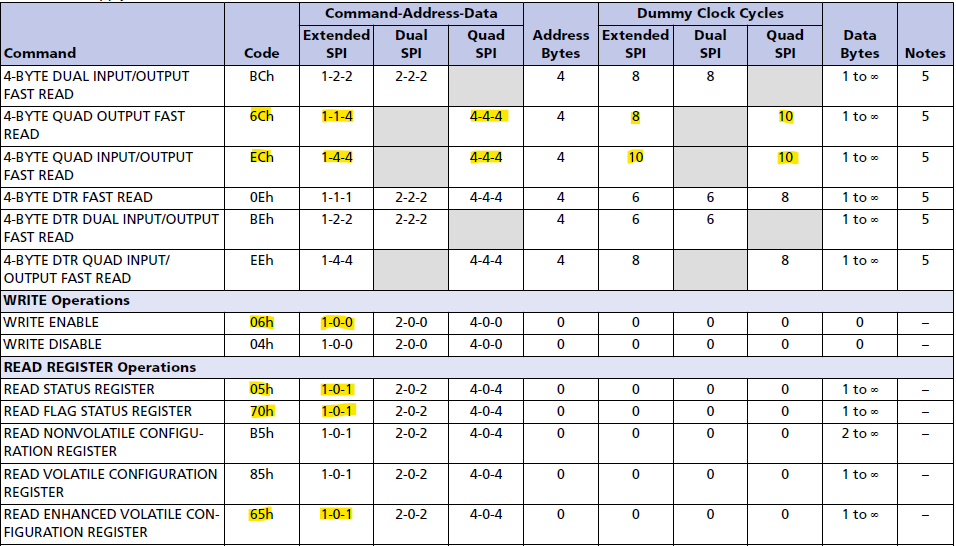 Command-Address-Data Dummy Clock Cycles
Command Code Extended SPI Dual SPI Quad SPI Address Bytes Extended SPI Dual SPI Quad SPI Data Bytes Notes
4-BYTE DUAL INPUT/OUTPUT BCh 1-2-2 2-2-2 4 8 8 1 to ∞ 5
FAST READ
4-BYTE QUAD OUTPUT FAST 6Ch 1-1-4 4-4-4 4 8 10 1 to ∞ 5
READ
4-BYTE QUAD INPUT/OUTPUT ECh 1-4-4 4-4-4 4 10 10 1 to ∞ 5
FAST READ
4-BYTE DTR FAST READ 0Eh 1-1-1 2-2-2 4-4-4 4 6 6 8 1 to ∞ 5
4-BYTE DTR DUAL INPUT/OUTPUT BEh 1-2-2 2-2-2 4 6 6 1 to ∞ 5
FAST READ
4-BYTE DTR QUAD INPUT/ EEh 1-4-4 4-4-4 4 8 8 1 to ∞ 5
OUTPUT FAST READ
WRITE Operations
WRITE ENABLE 06h 1-0-0 2-0-0 4-0-0 0 0 0 0 0 –
WRITE DISABLE 04h 1-0-0 2-0-0 4-0-0 0 0 0 0 0 –
READ REGISTER Operations
READ STATUS REGISTER 05h 1-0-1 2-0-2 4-0-4 0 0 0 0 1 to ∞ –
READ FLAG STATUS REGISTER 70h 1-0-1 2-0-2 4-0-4 0 0 0 0 1 to ∞ –
READ NONVOLATILE CONFIGU- B5h 1-0-1 2-0-2 4-0-4 0 0 0 0 2 to ∞ –
RATION REGISTER
READ VOLATILE CONFIGURATION 85h 1-0-1 2-0-2 4-0-4 0 0 0 0 1 to ∞ –
REGISTER
READ ENHANCED VOLATILE CON- 65h 1-0-1 2-0-2 4-0-4 0 0 0 0 1 to ∞ –
FIGURATION REGISTER